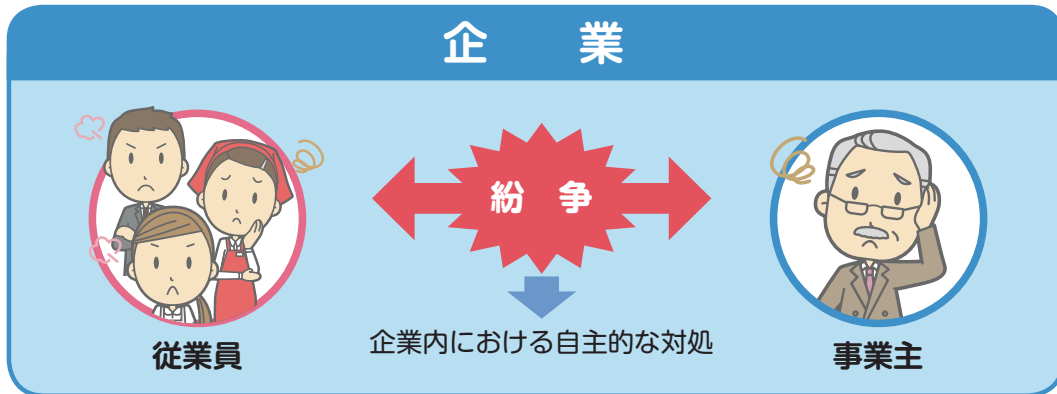 企　業
紛　争
従業員
企業内における自主的な対処
事業主